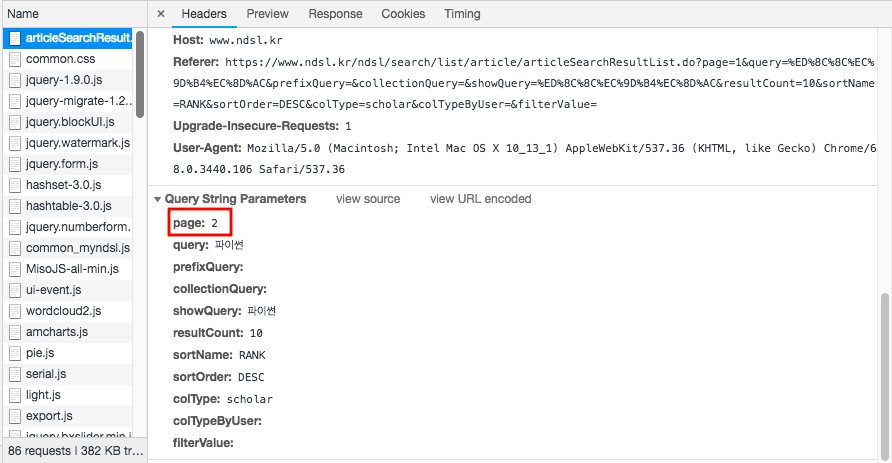 Name
× Headers Preview Response Cookies Timing
articleSearchResult.
common.css
jquery-1.9.0.js
jquery-migrate-1.2...
jquery.blockUI.js
jquery.watermark.js
jquery.form.js
hashset-3.0.js
hashtable-3.0.js
jquery.numberform.
common_myndsl.js
MisoJS-all-min.js
ui-event.js
wordcloud2.js
amcharts.js
pie.js
serial.js
light.js
export.js
jquery.bxslider.min.j
86 requests | 382 KB tr...
Host: www.ndsl.kr
Referer: https://www.ndsl.kr/ndsl/search/list/article/articleSearchResultList.do?page=1&query=%ED%8C%8C%EC%
9D%B4%EC%8D%AC&prefixQuery=&collectionQuery=&showQuery=%ED%8C%8C%EC%9D%B4%EC%8D%AC&resultCount=10&sortName
=RANK&sortOrder=DESC&colType=scholar&colTypeByUser=&filterValue=
Upgrade-Insecure-Requests: 1
User-Agent: Mozilla/5.0 (Macintosh; Intel Mac OS X 10_13_1) AppleWebKit/537.36 (KHTML, like Gecko) Chrome/6
8.0.3440.106 Safari/537.36
▼ Query String Parameters view source view URL encoded
page: 2
query: 파이썬
prefixQuery:
collectionQuery:
showQuery: 파이썬
resultCount: 10
sortName: RANK
sortOrder: DESC
colType: scholar
colTypeByUser:
filterValue: